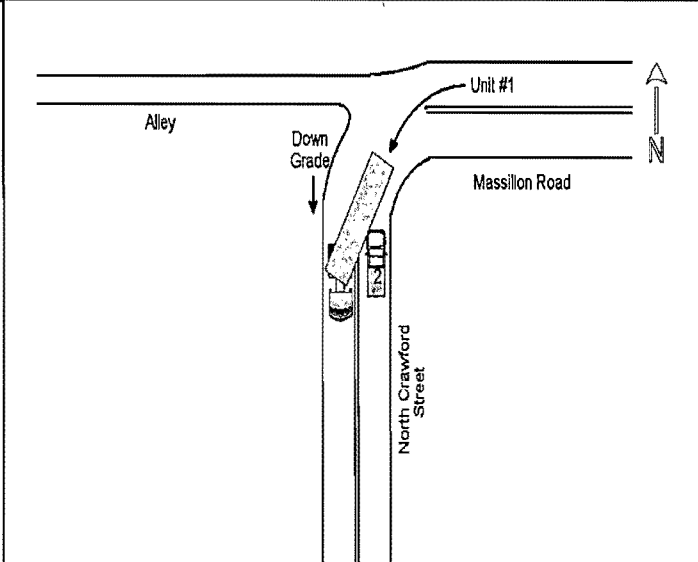 Unit #1
Alley
Down
Grade
N
Massillon Road
2
North Crawford
Street